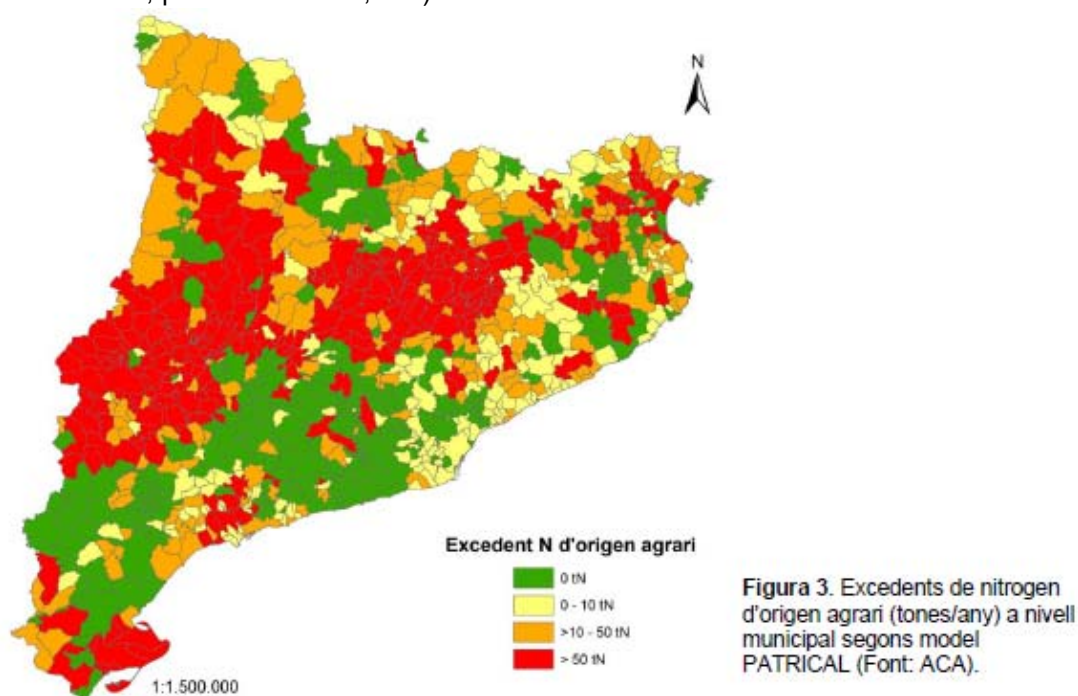 N
Excedent N d'origen agrari
0 tN
0 - 10 tN
>10 - 50 tN
> 50 tN
1:1.500.000
Figura 3. Excedents de nitrogen
d'origen agrari (tones/any) a nivell
municipal segons model
PATRICAL (Font: ACA).